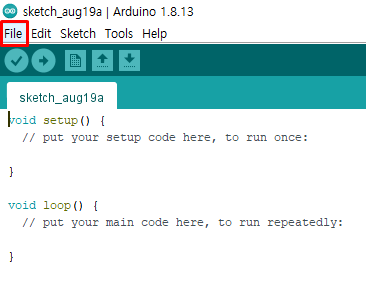 sketch_aug19a | Arduino 1.8.13
File Edit Sketch Tools Help
sketch_aug19a
void setup() {
  // put your setup code here, to run once:
}
void loop() {
  // put your main code here, to run repeatedly:
}